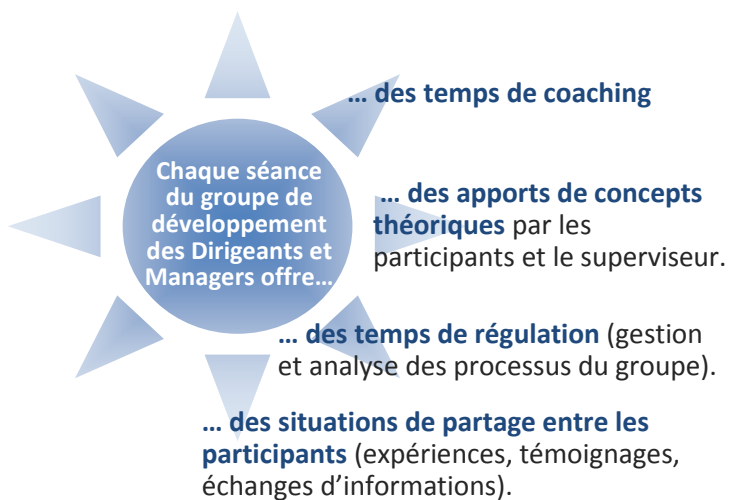 … des temps de coaching
Chaque séance
du groupe de
développement
des Dirigeants et
Managers offre…
… des apports de concepts
théoriques par les
participants et le superviseur.
… des temps de régulation (gestion
et analyse des processus du groupe).
… des situations de partage entre les
participants (expériences, témoignages,
échanges d’informations).